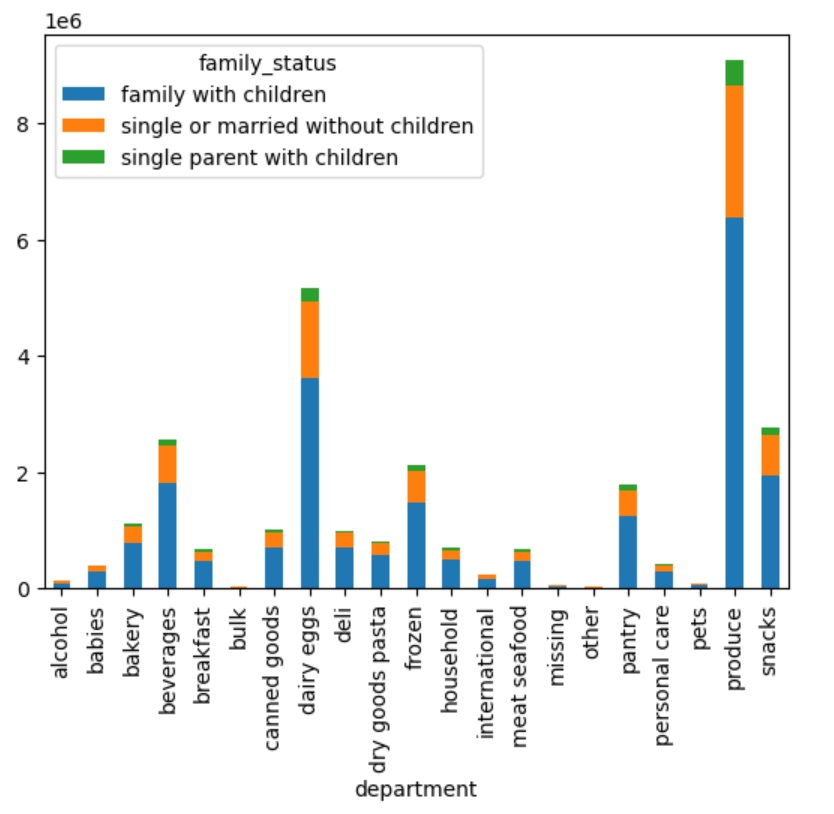 1e6
family_status
family with children
single or married without children
single parent with children
8
6
4
2
0
alcohol
babies
bakery
beverages
breakfast
bulk
canned goods
dairy eggs
deli
dry goods pasta
frozen
household
international
meat seafood
missing
other
pantry
personal care
pets
produce
snacks
department